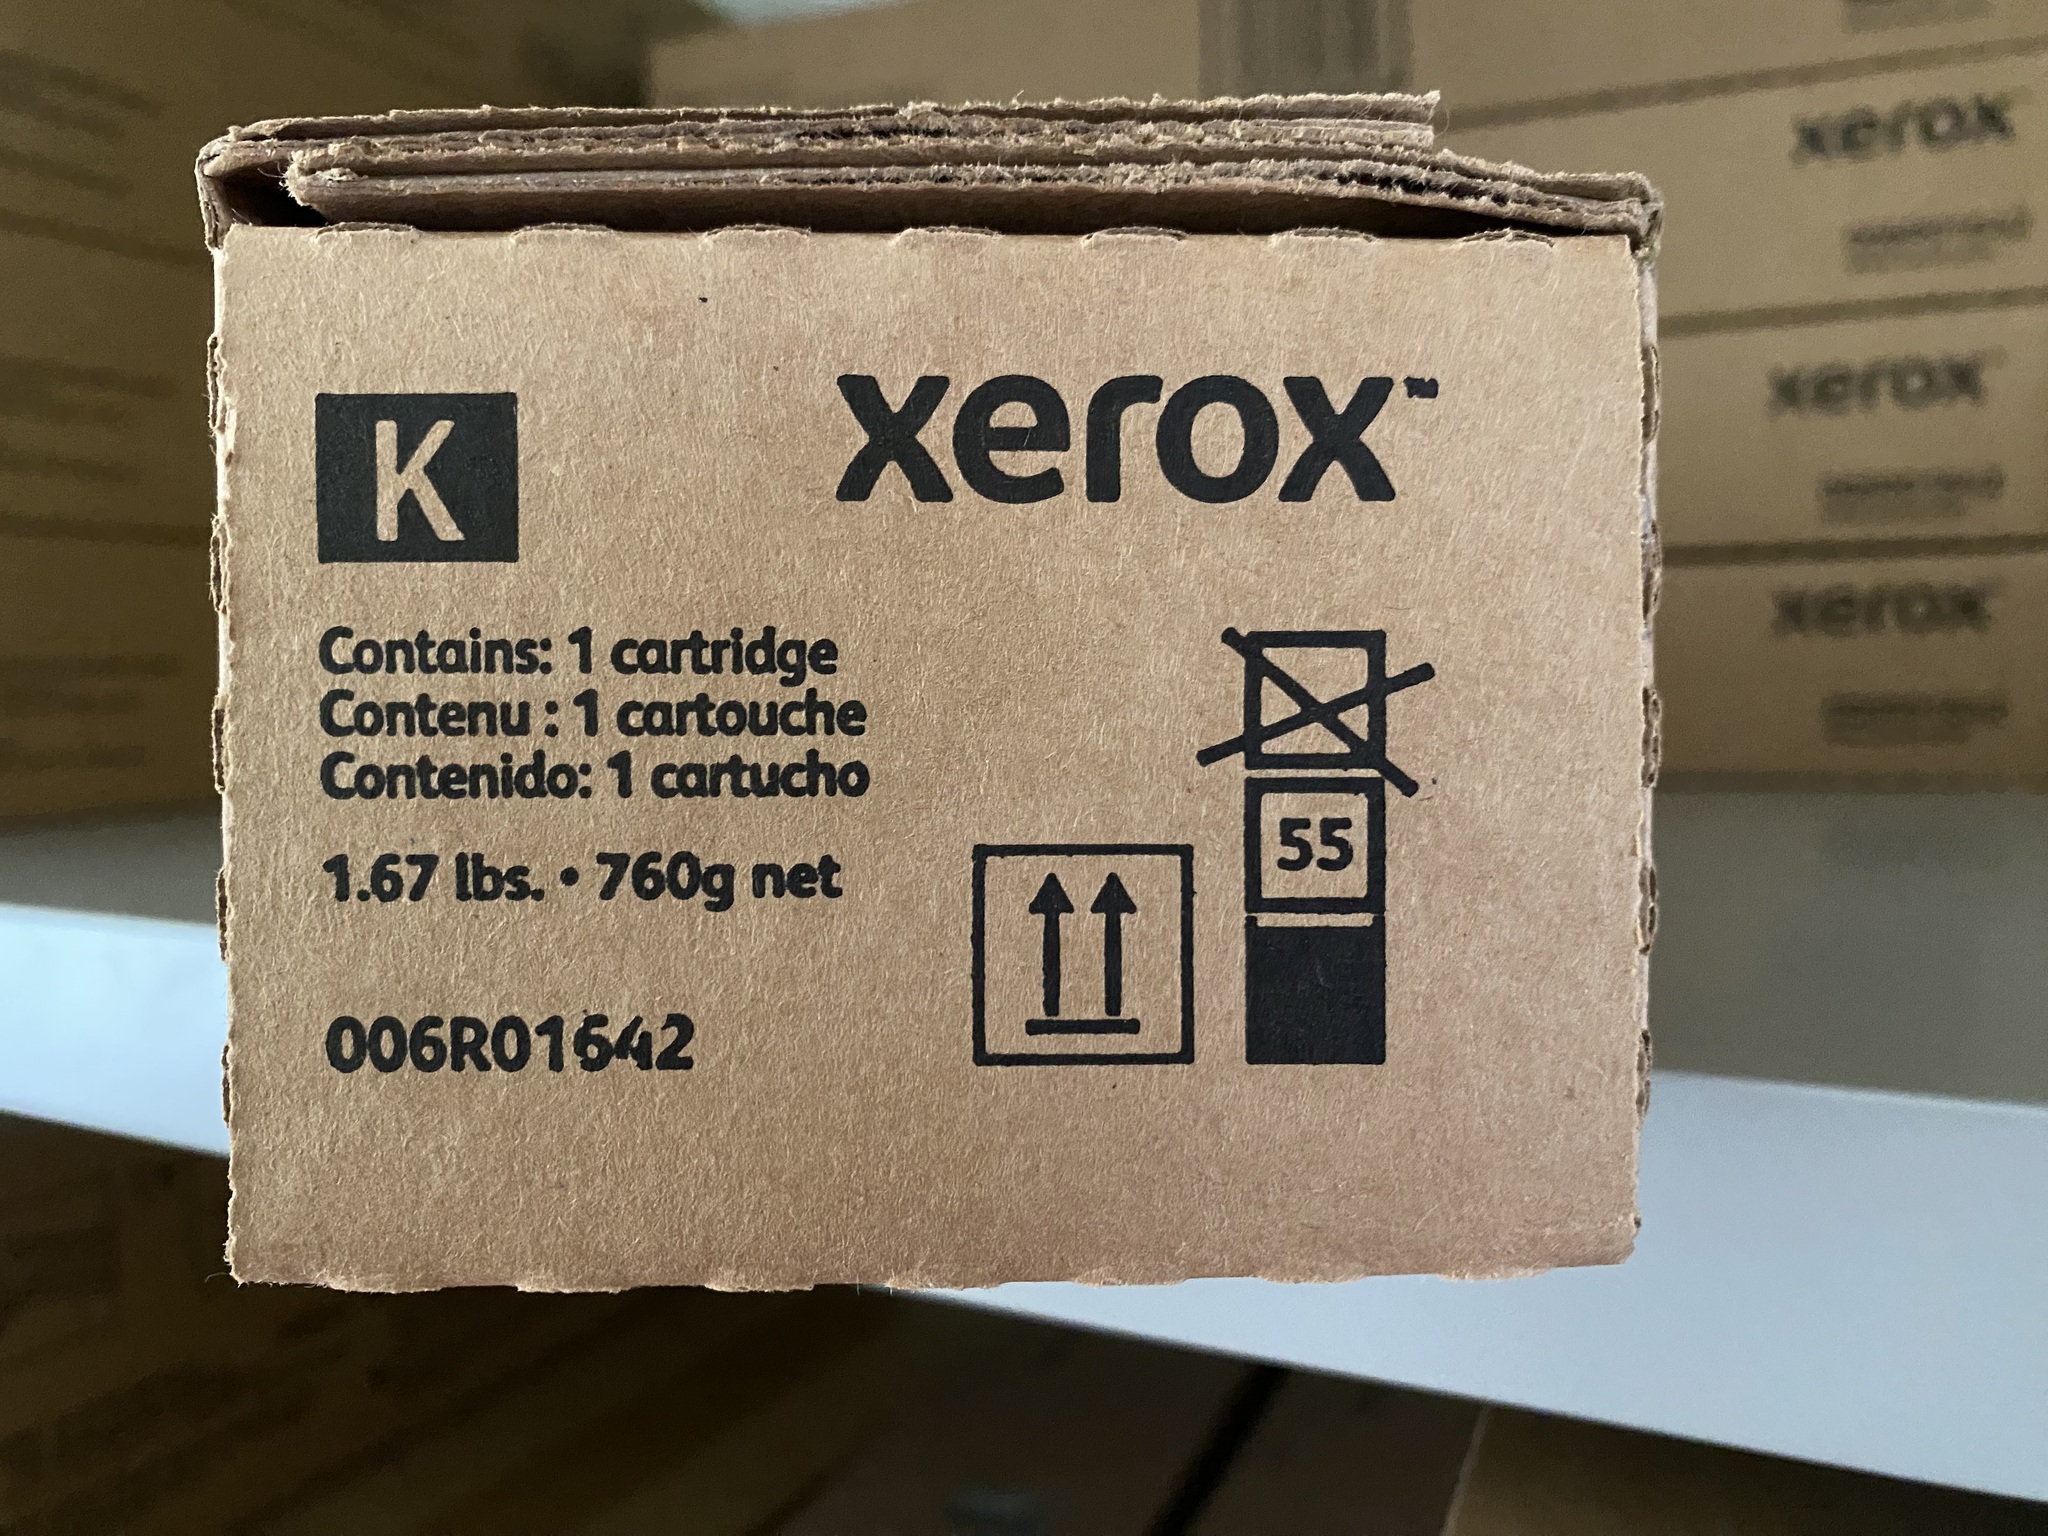 K
xerox™
Contains: 1 cartridge
Contenu : 1 cartouche
Contenido: 1 cartucho
1.67 lbs. • 760g net
55
006R01642
xerox
xerox
xerox